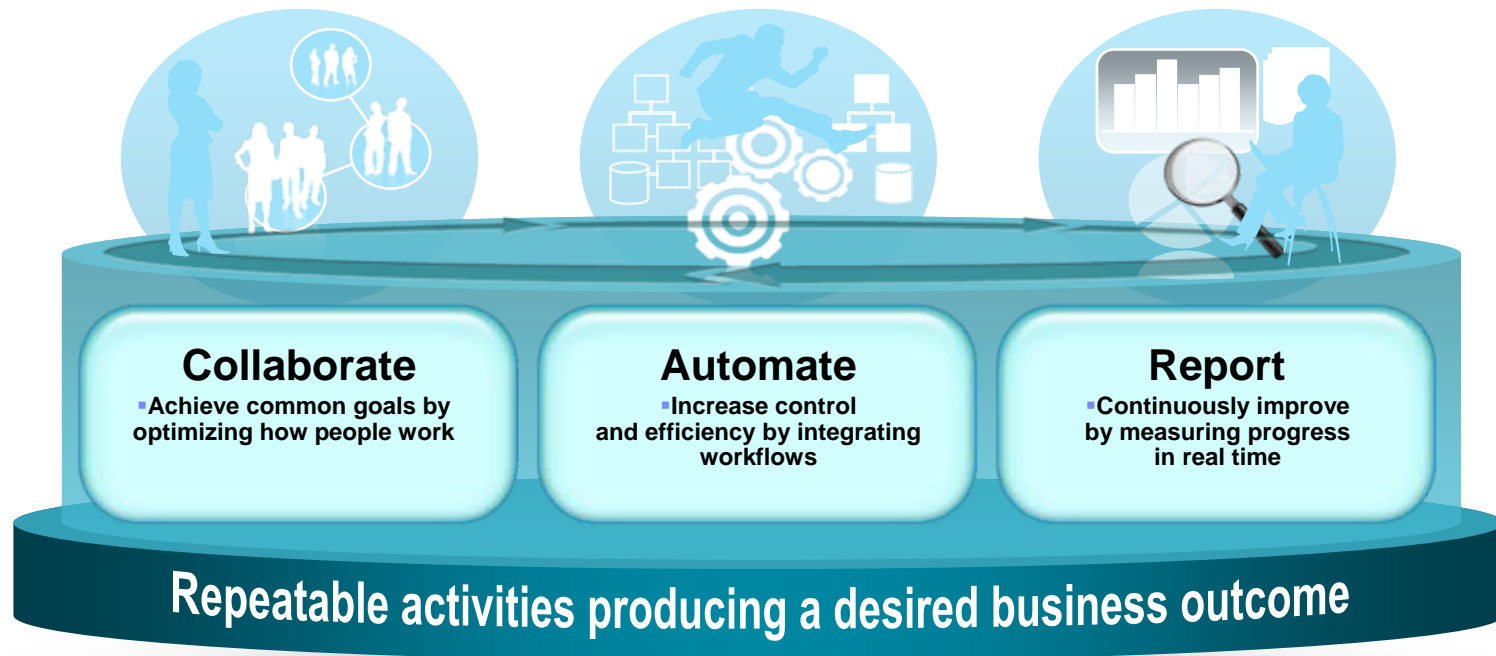 Collaborate
▪Achieve common goals by
optimizing how people work
Automate
▪Increase control
and efficiency by integrating
workflows
Report
▪Continuously improve
by measuring progress
in real time
Repeatable activities producing a desired business outcome